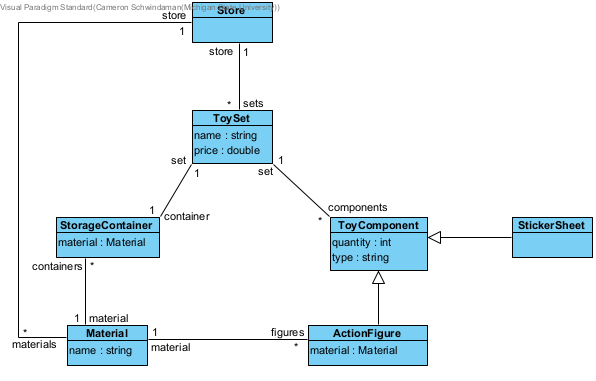 Visual Paradigm Standard(Cameron Schwindaman(Michigan State University))
Store
store
1
store 1
* sets
ToySet
name : string
price : double
set
1
1
set
1
container
components
*
StorageContainer
material : Material
ToyComponent
quantity : int
type : string
StickerSheet
containers *
1 material
*
materials
Material
name : string
1
material
figures
*
ActionFigure
material : Material